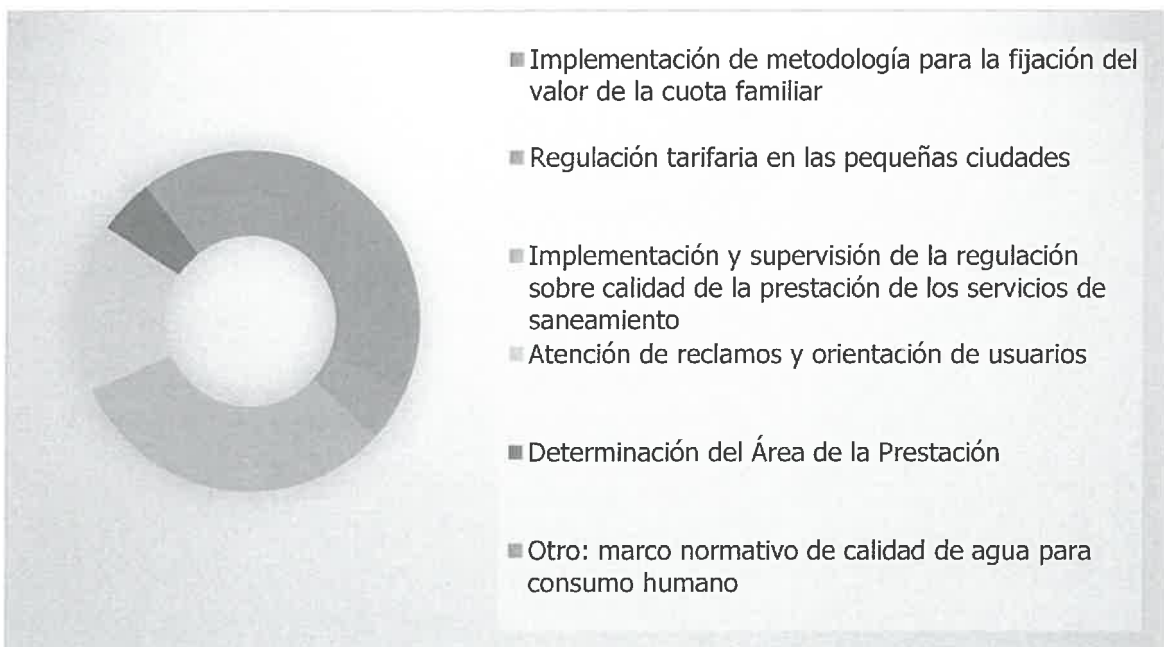 Implementación de metodología para la fijación del
valor de la cuota familiar
Regulación tarifaria en las pequeñas ciudades
Implementación y supervisión de la regulación
sobre calidad de la prestación de los servicios de
saneamiento
Atención de reclamos y orientación de usuarios
Determinación del Área de la Prestación
Otro: marco normativo de calidad de agua para
consumo humano